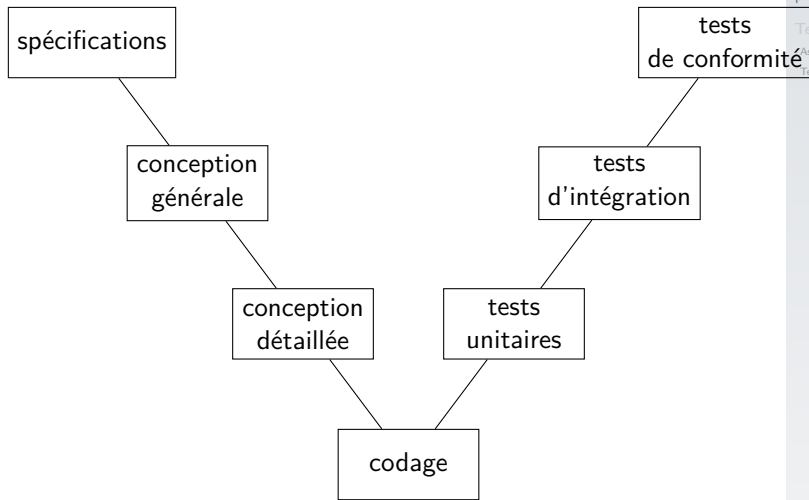 spécifications
tests
de conformité
conception
générale
tests
d'intégration
conception
détaillée
tests
unitaires
codage